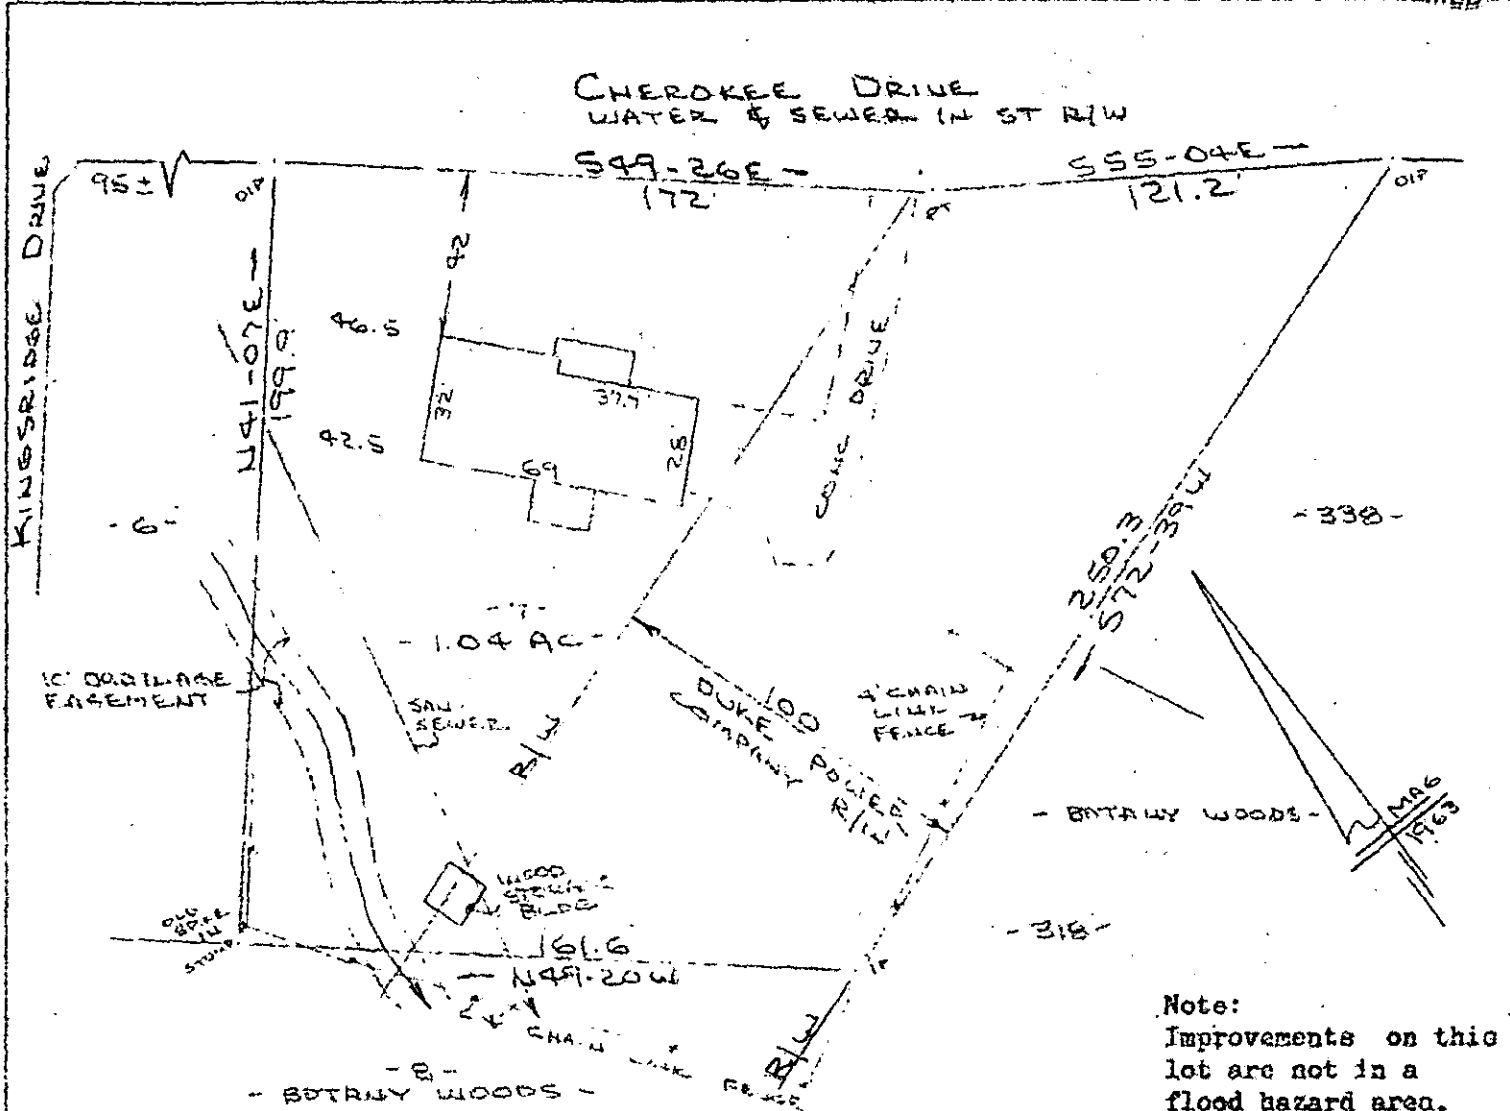 CHEROKEE DRIVE
WATER & SEWER IN ST R/W
KINGSRIDGE DRIVE
95±
OIP
S49-26E
172'
PT
S55-04E
121.2'
OIP
N41-07E
199.9'
42
46.5
32
37.7
42.5
69
28
CONC DRIVE
250.3
S72-39W
-338-
-6-
-7-
-1.04 AC-
10' DRAINAGE
EASEMENT
SAN.
SEWER
R/W
100
DUKE POWER
COMPANY R/W
4' CHAIN
LINK
FENCE
- BOTANY WOODS -
MAG
1963
OLD
SPIKE
IN
STUMP
WOOD
STORAGE
BLDG
161.6
N49-20W
IP
-318-
CHAIN LINK FENCE
R/W
-8-
- BOTANY WOODS -
Note:
Improvements on this
lot are not in a
flood hazard area.